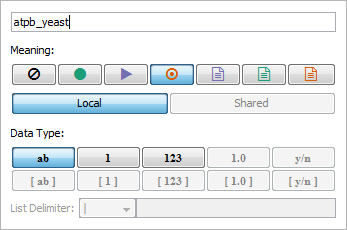 atpb_yeast
Meaning:
Local Shared
Data Type:
ab 1 123 1.0 y/n
[ ab ] [ 1 ] [ 123 ] [ 1.0 ] [ y/n ]
List Delimiter: |